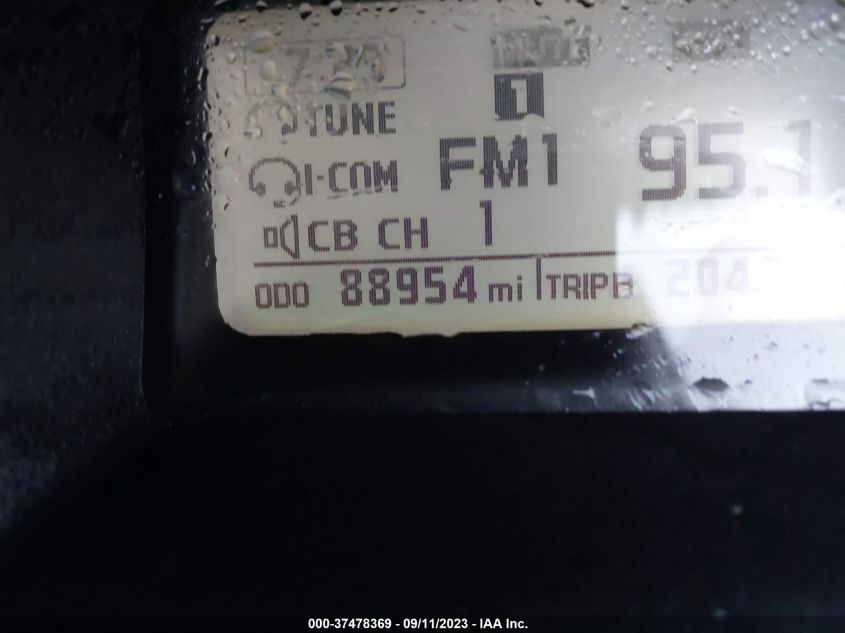 MUTE
1
TUNE
FM1 95.1
I-COM
CB CH 1
ODO 88954 mi TRIP B 204
000-37478369 - 09/11/2023 - IAA Inc.